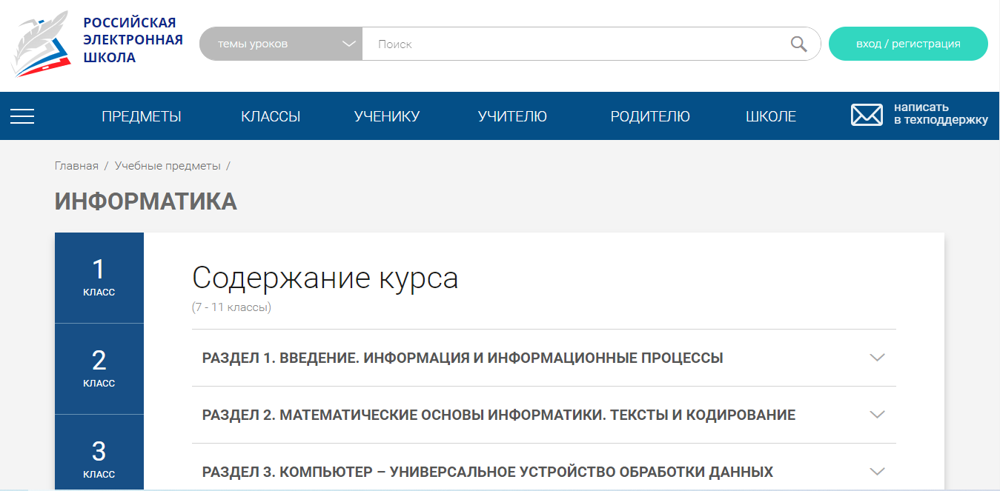 РОССИЙСКАЯ
ЭЛЕКТРОННАЯ
ШКОЛА
темы уроков
Поиск
вход / регистрация
ПРЕДМЕТЫ
КЛАССЫ
УЧЕНИКУ
УЧИТЕЛЮ
РОДИТЕЛЮ
ШКОЛЕ
написать
в техподдержку
Главная / Учебные предметы /
ИНФОРМАТИКА
1
КЛАСС
2
КЛАСС
3
КЛАСС
Содержание курса
(7 - 11 классы)
РАЗДЕЛ 1. ВВЕДЕНИЕ. ИНФОРМАЦИЯ И ИНФОРМАЦИОННЫЕ ПРОЦЕССЫ
РАЗДЕЛ 2. МАТЕМАТИЧЕСКИЕ ОСНОВЫ ИНФОРМАТИКИ. ТЕКСТЫ И КОДИРОВАНИЕ
РАЗДЕЛ 3. КОМПЬЮТЕР – УНИВЕРСАЛЬНОЕ УСТРОЙСТВО ОБРАБОТКИ ДАННЫХ